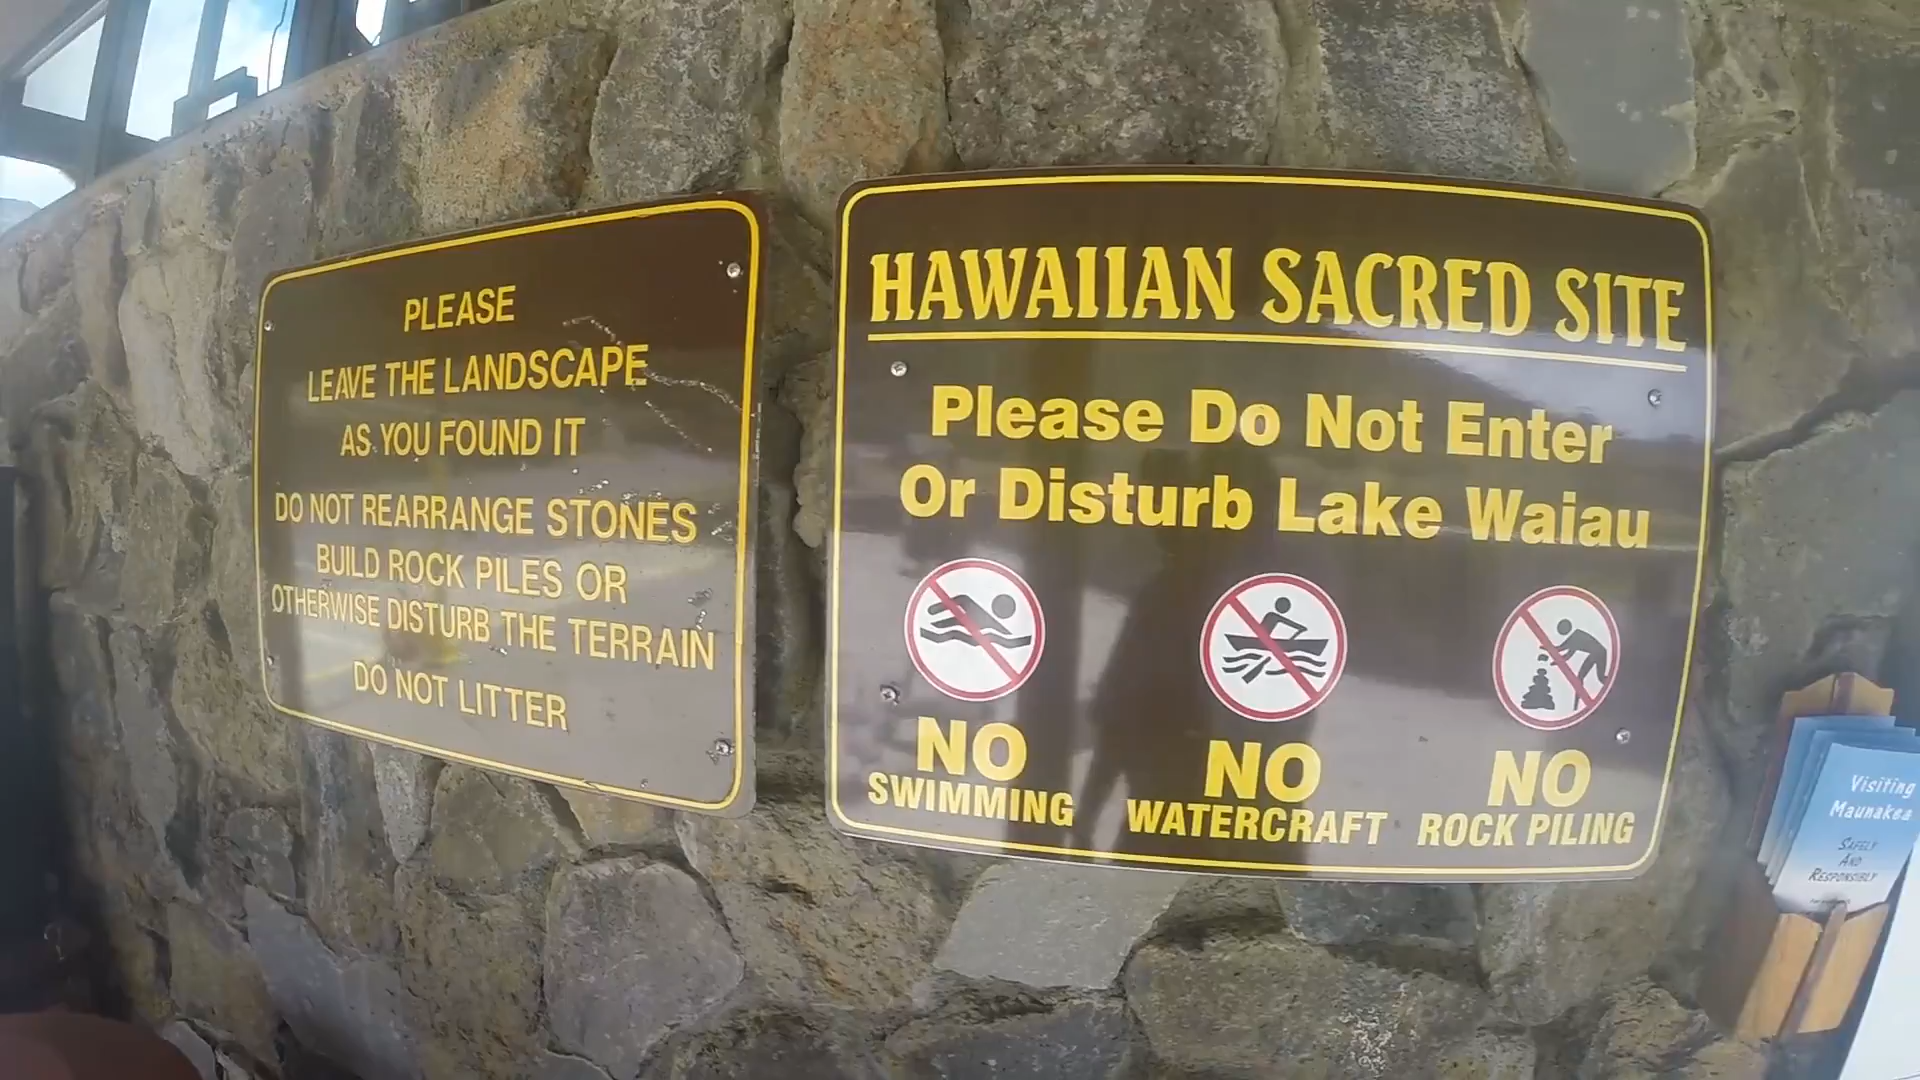 PLEASE
LEAVE THE LANDSCAPE
AS YOU FOUND IT
DO NOT REARRANGE STONES
BUILD ROCK PILES OR
OTHERWISE DISTURB THE TERRAIN
DO NOT LITTER
HAWAIIAN SACRED SITE
Please Do Not Enter
Or Disturb Lake Waiau
NO
SWIMMING
NO
WATERCRAFT
NO
ROCK PILING
Visiting
Maunakea
SAFELY
AND
RESPONSIBLY